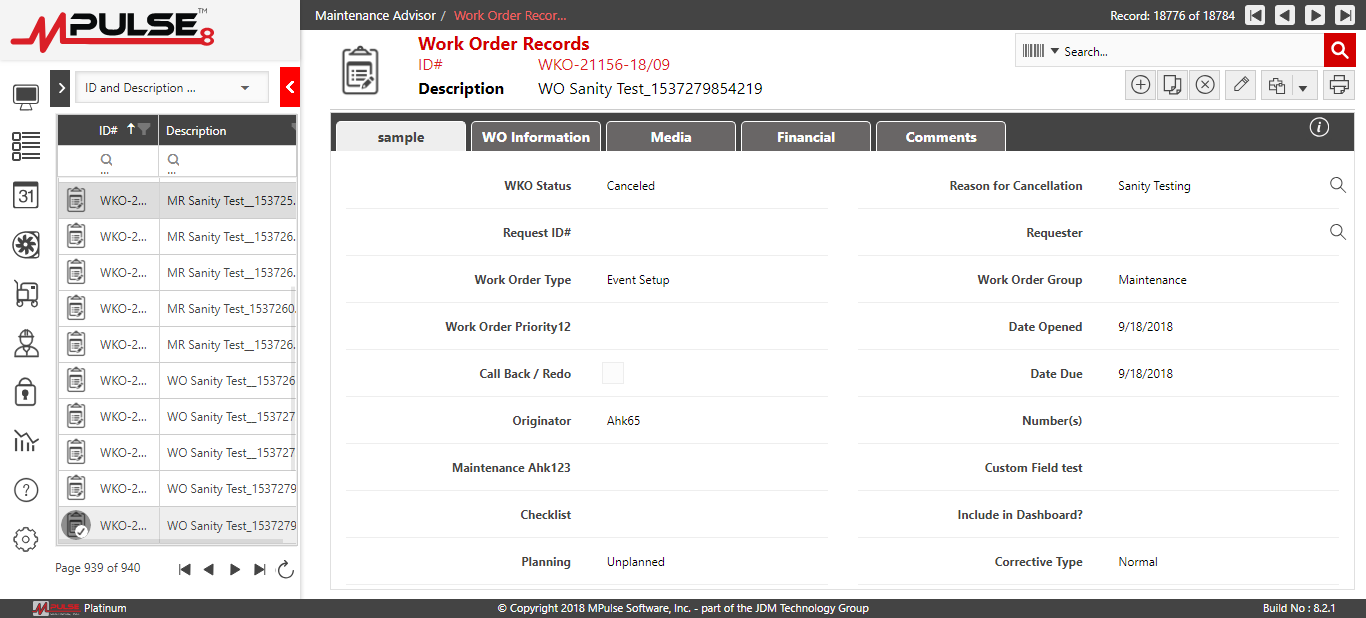 MPULSE™ 8
Maintenance Advisor / Work Order Recor...
Record: 18776 of 18784
Work Order Records
ID# WKO-21156-18/09
Description WO Sanity Test_1537279854219
Search...
ID and Description ...
ID# Description
...
...
31
WKO-2... MR Sanity Test__153725.
WKO-2... MR Sanity Test__153726.
WKO-2... MR Sanity Test__153726.
WKO-2... MR Sanity Test_1537260.
WKO-2... MR Sanity Test__153726.
WKO-2... WO Sanity Test__153726
WKO-2... WO Sanity Test__153727
WKO-2... WO Sanity Test__153727
WKO-2... WO Sanity Test_1537279
WKO-2... WO Sanity Test_1537279
Page 939 of 940
sample WO Information Media Financial Comments
WKO Status Canceled Reason for Cancellation Sanity Testing
Request ID# Requester
Work Order Type Event Setup Work Order Group Maintenance
Work Order Priority12 Date Opened 9/18/2018
Call Back / Redo Date Due 9/18/2018
Originator Ahk65 Number(s)
Maintenance Ahk123 Custom Field test
Checklist Include in Dashboard?
Planning Unplanned Corrective Type Normal
MPULSE Platinum
© Copyright 2018 MPulse Software, Inc. - part of the JDM Technology Group
Build No : 8.2.1